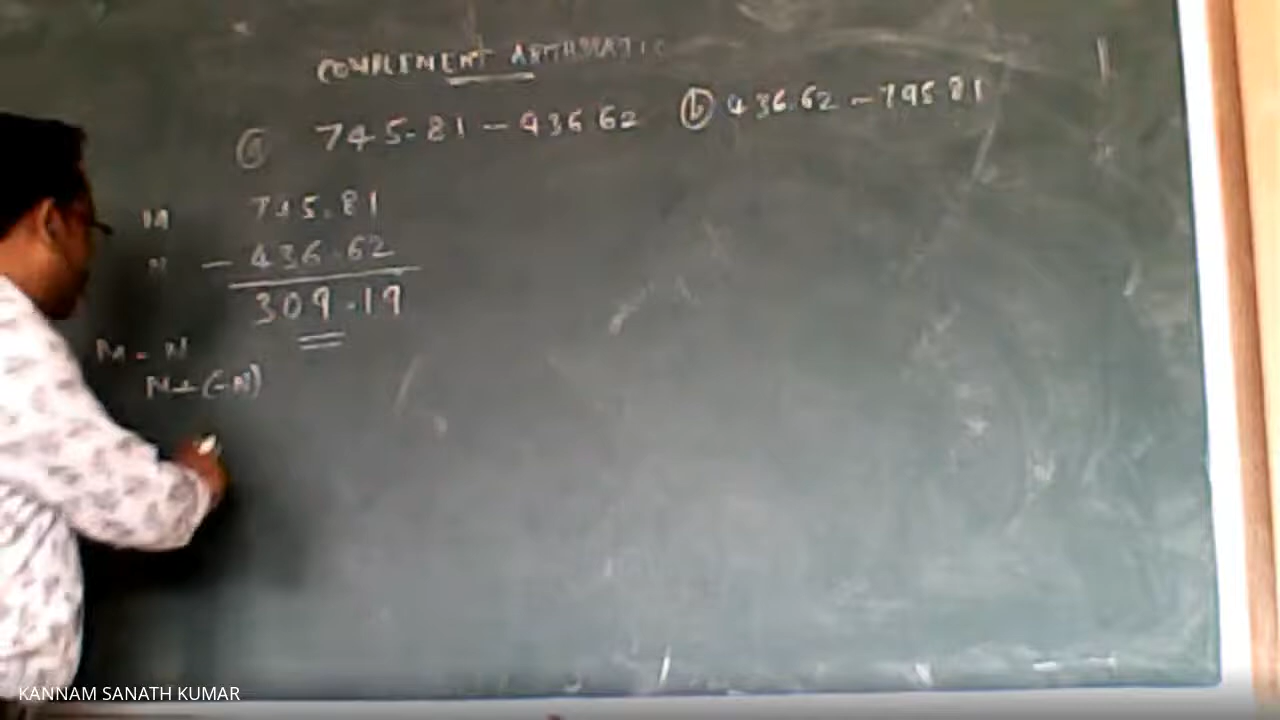 COMPLEMENT ARITHMATIC
a 745.81 - 436 62 b 436.62 - 745 81
M 745.81
N - 436.62
309.19
M - N
M + (-N)
KANNAM SANATH KUMAR